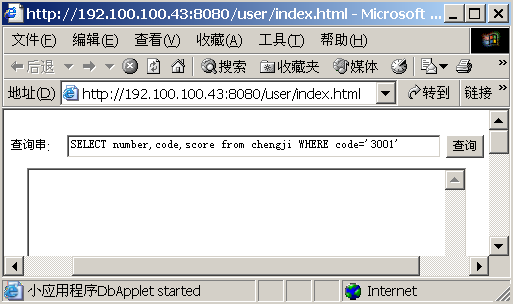 http://192.100.100.43:8080/user/index.html - Microsoft ...
文件(F) 编辑(E) 查看(V) 收藏(A) 工具(T) 帮助(H)
后退 搜索 收藏夹 媒体 »
地址(D) http://192.100.100.43:8080/user/index.html 转到 链接 »
查询串: SELECT number,code,score from chengji WHERE code='3001' 查询
小应用程序DbApplet started Internet